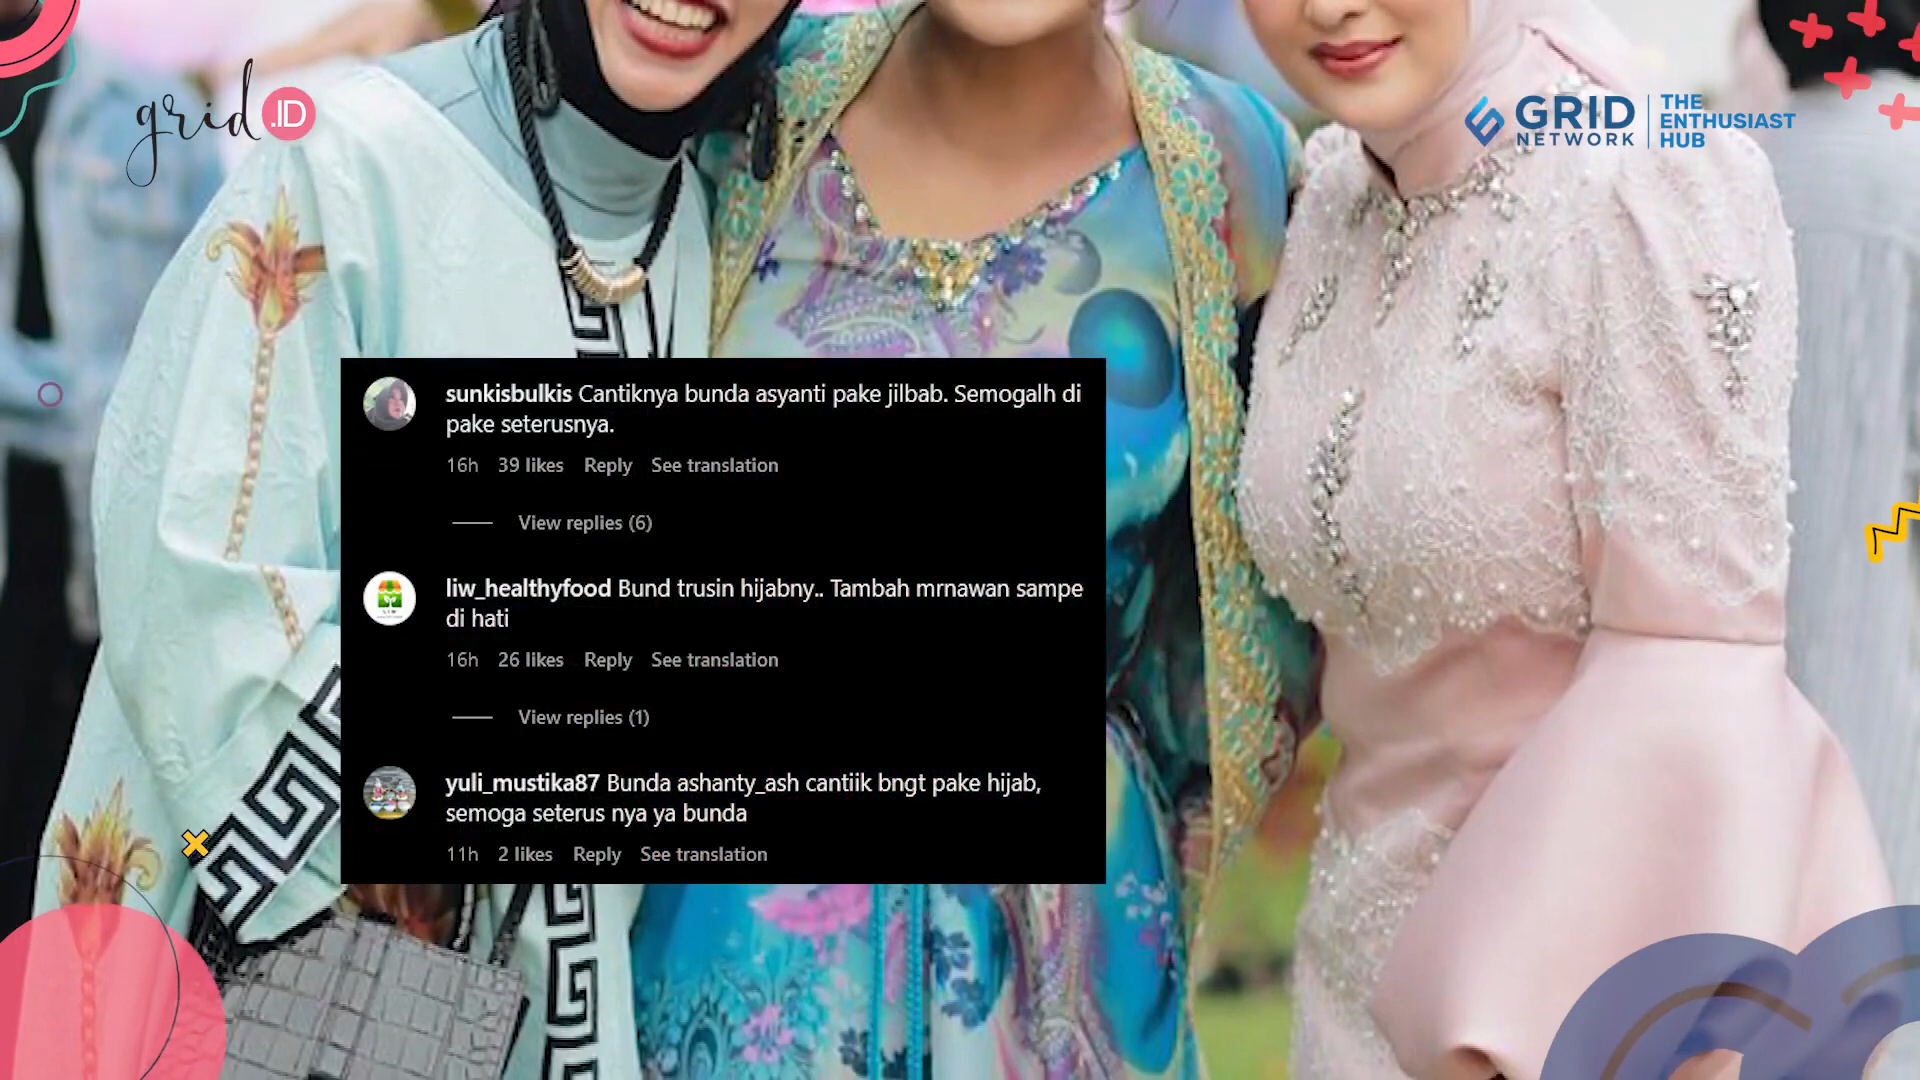 grid.ID
GRID
NETWORK
THE
ENTHUSIAST
HUB
sunkisbulkis Cantiknya bunda asyanti pake jilbab. Semogalh di
pake seterusnya.
16h 39 likes Reply See translation
View replies (6)
liw_healthyfood Bund trusin hijabny.. Tambah mrnawan sampe
di hati
16h 26 likes Reply See translation
View replies (1)
yuli_mustika87 Bunda ashanty_ash cantiik bngt pake hijab,
semoga seterus nya ya bunda
11h 2 likes Reply See translation